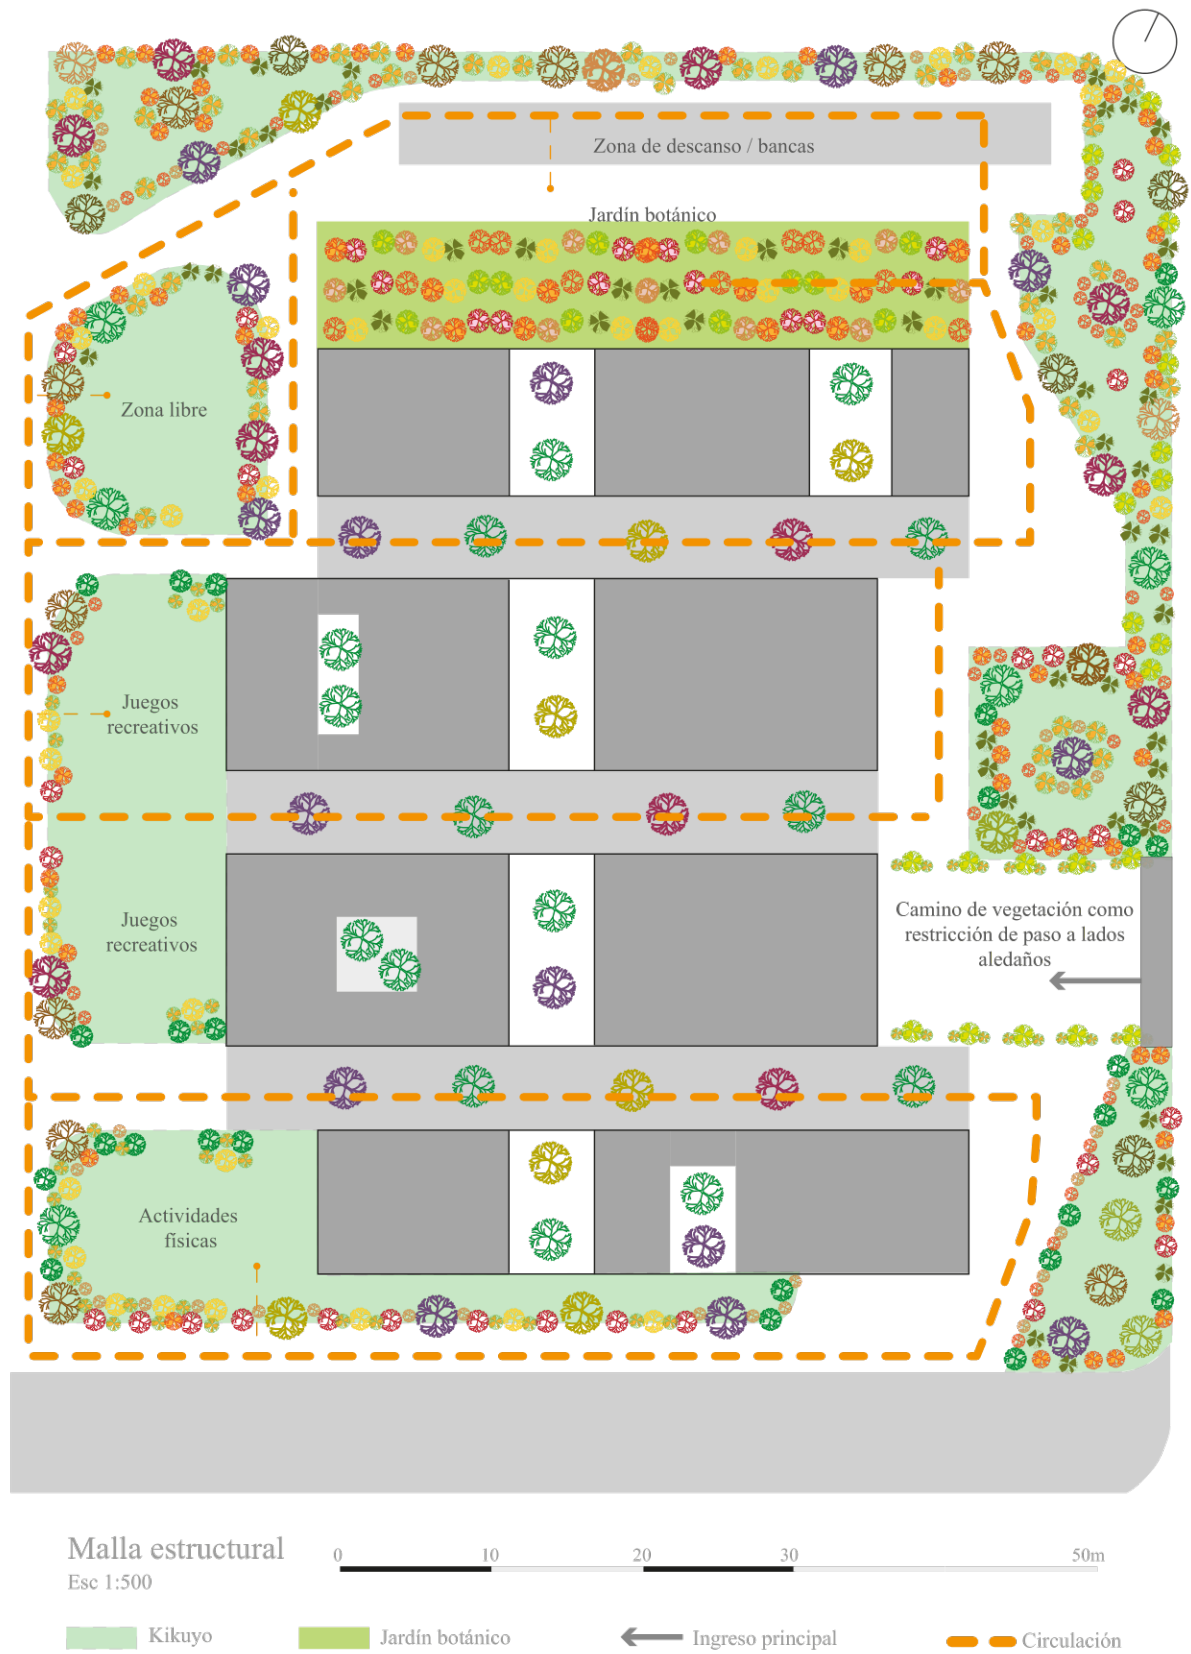 Zona de descanso / bancas
Jardín botánico
Zona libre
Juegos
recreativos
Juegos
recreativos
Camino de vegetación como
restricción de paso a lados
aledaños
Actividades
físicas
Malla estructural
Esc 1:500
0 10 20 30 50m
Kikuyo
Jardín botánico
Ingreso principal
Circulación